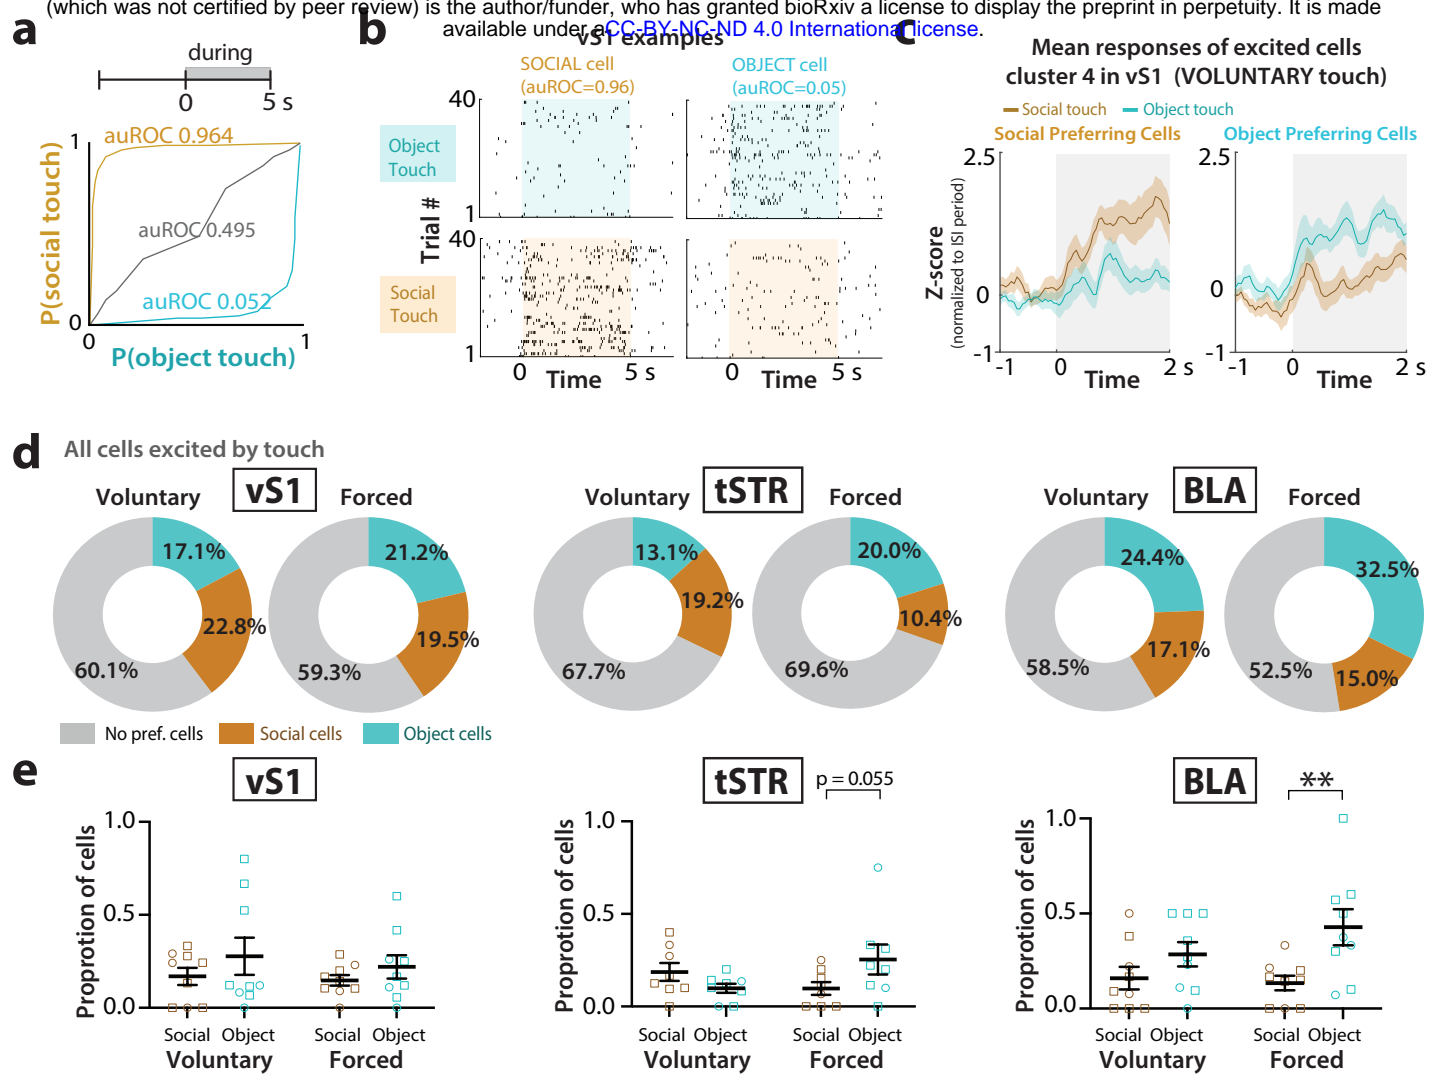 (which was not certified by peer review) is the author/funder, who has granted bioRxiv a license to display the preprint in perpetuity. It is made
available under aCC-BY-NC-ND 4.0 International license.
a
during
0
5 s
1
auROC 0.964
auROC 0.495
auROC 0.052
0
0
1
P(social touch)
P(object touch)
b
vS1 examples
SOCIAL cell
(auROC=0.96)
OBJECT cell
(auROC=0.05)
Object
Touch
Social
Touch
Trial #
40
1
40
1
0
Time
5 s
0
Time
5 s
c
Mean responses of excited cells
cluster 4 in vS1 (VOLUNTARY touch)
Social touch
Object touch
Social Preferring Cells
Object Preferring Cells
Z-score
(normalized to ISI period)
2.5
0
-1
-1
0
Time
2 s
2.5
0
-1
-1
0
Time
2 s
d
All cells excited by touch
Voluntary
vS1
Forced
17.1%
22.8%
60.1%
21.2%
19.5%
59.3%
Voluntary
tSTR
Forced
13.1%
19.2%
67.7%
20.0%
10.4%
69.6%
Voluntary
BLA
Forced
24.4%
17.1%
58.5%
32.5%
15.0%
52.5%
No pref. cells
Social cells
Object cells
e
vS1
Proprotion of cells
1.0
0.5
0.0
Social
Object
Social
Object
Voluntary
Forced
tSTR
p = 0.055
Proprotion of cells
1.0
0.5
0.0
Social
Object
Social
Object
Voluntary
Forced
BLA
**
Proprotion of cells
1.0
0.5
0.0
Social
Object
Social
Object
Voluntary
Forced